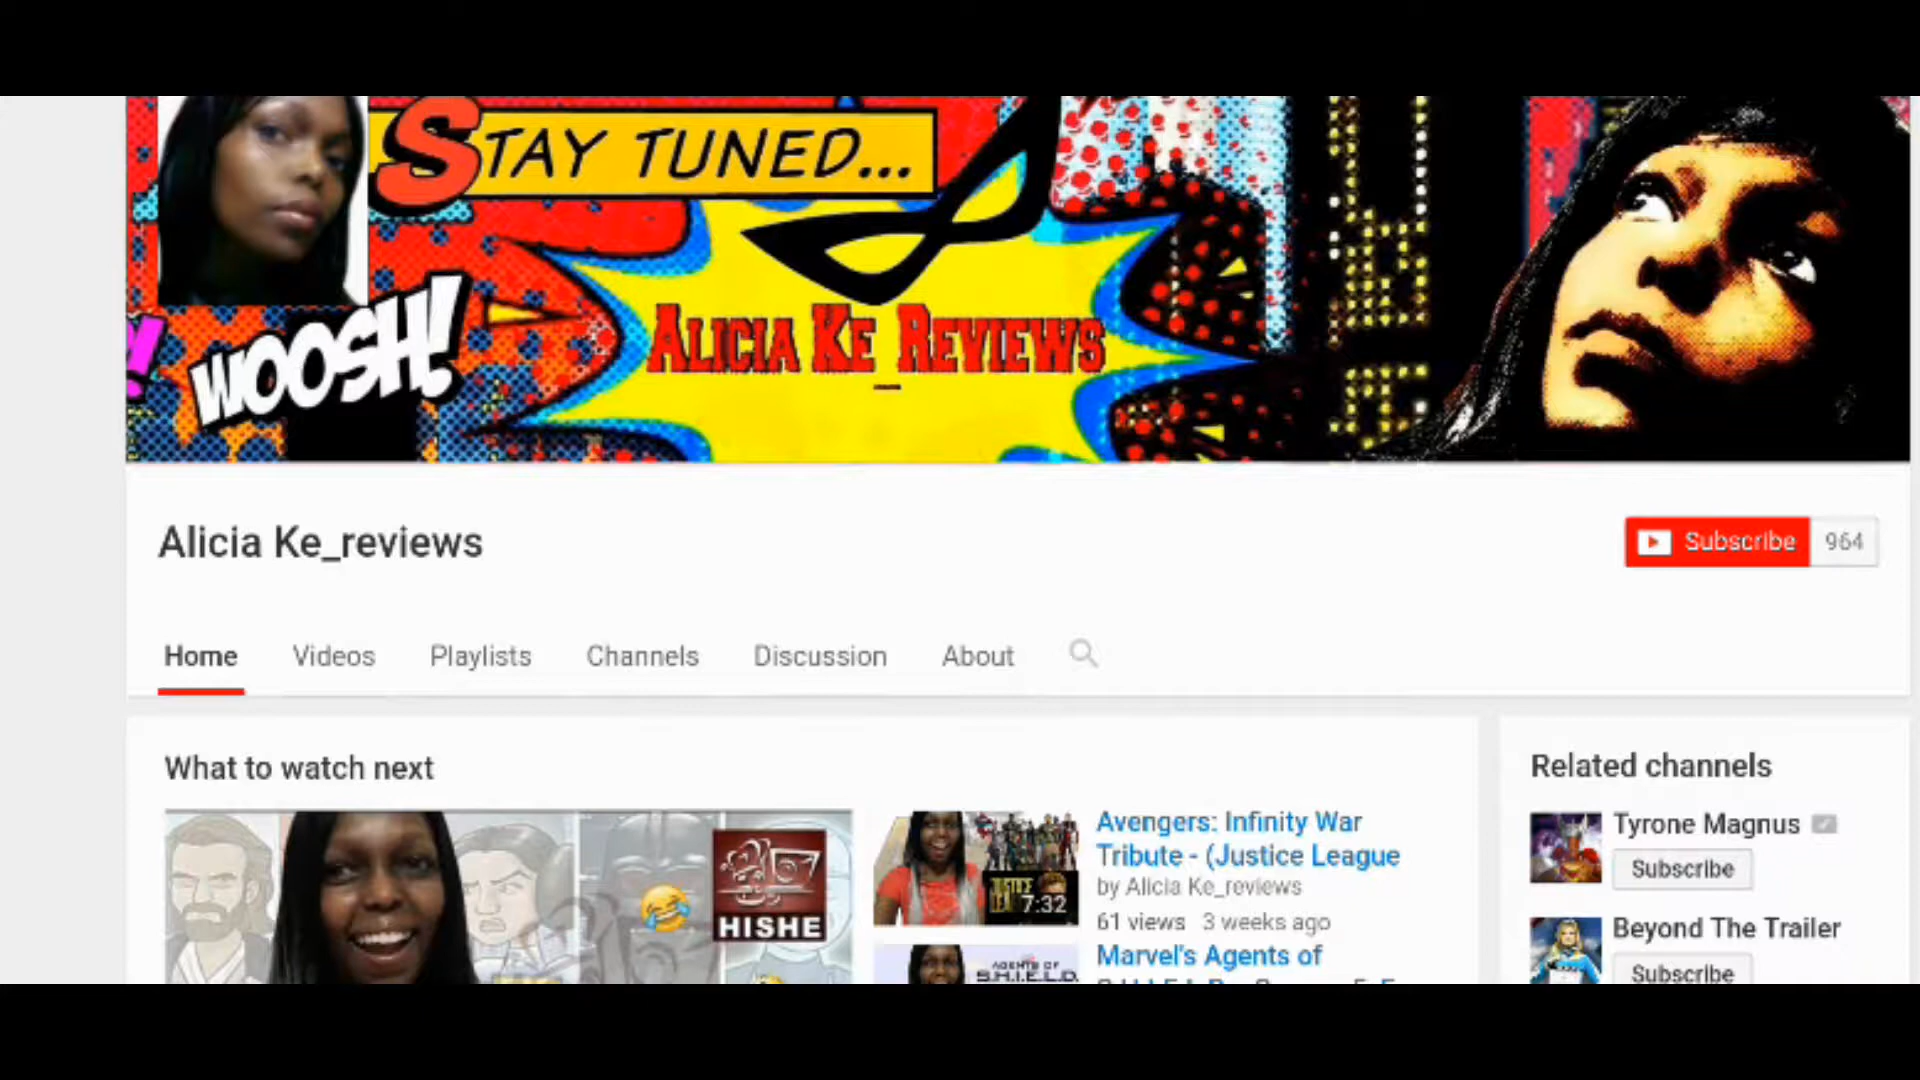 STAY TUNED...
WOOSH!
ALICIA KE_REVIEWS
Alicia Ke_reviews
Subscribe 964
Home Videos Playlists Channels Discussion About
What to watch next
HISHE
7:32
Avengers: Infinity War
Tribute - (Justice League
by Alicia Ke_reviews
61 views 3 weeks ago
AGENTS OF
S.H.I.E.L.D.
Marvel's Agents of
Related channels
Tyrone Magnus
Subscribe
Beyond The Trailer
Subscribe